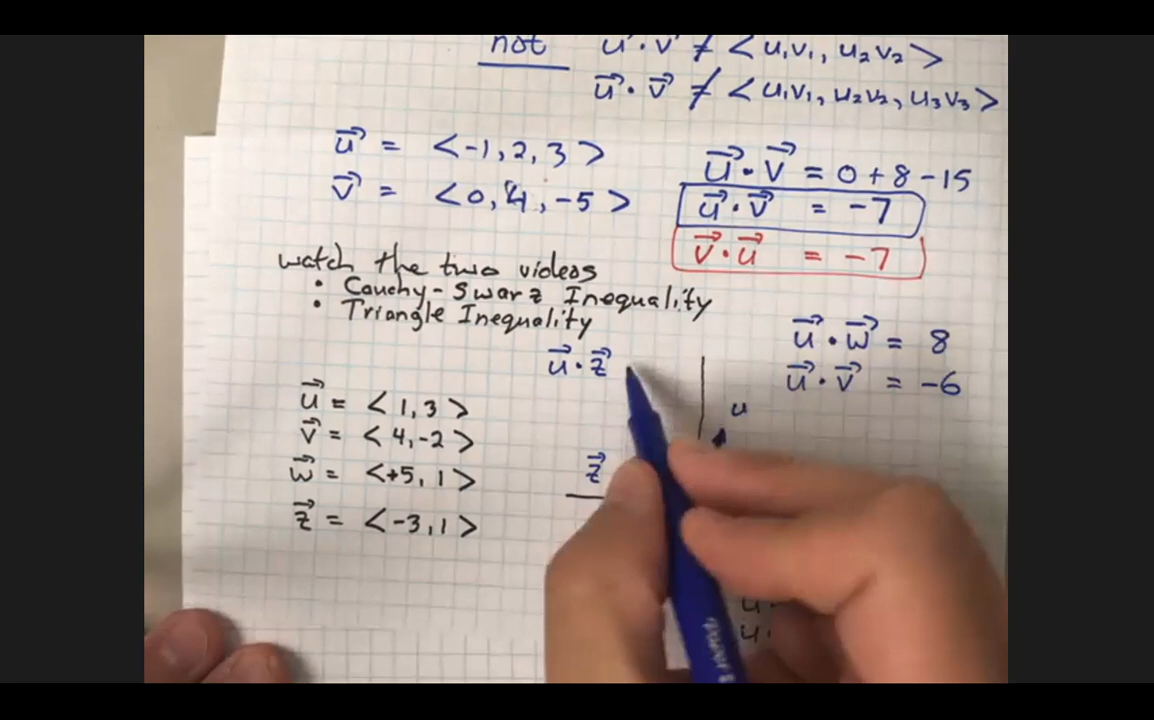 not u⃗ · v⃗ ≠ < u₁v₁, u₂v₂ >
u⃗ · v⃗ ≠ < u₁v₁, u₂v₂, u₃v₃ >
u⃗ = < -1, 2, 3 >
v⃗ = < 0, 4, -5 >
u⃗ · v⃗ = 0 + 8 - 15
u⃗ · v⃗ = -7
v⃗ · u⃗ = -7
watch the two videos
• Cauchy - Swarz Inequality
• Triangle Inequality
u⃗ · w⃗ = 8
u⃗ · v⃗ = -6
u⃗ · z⃗
u⃗ = < 1, 3 >
v⃗ = < 4, -2 >
w⃗ = < +5, 1 >
z⃗ = < -3, 1 >
u
z⃗